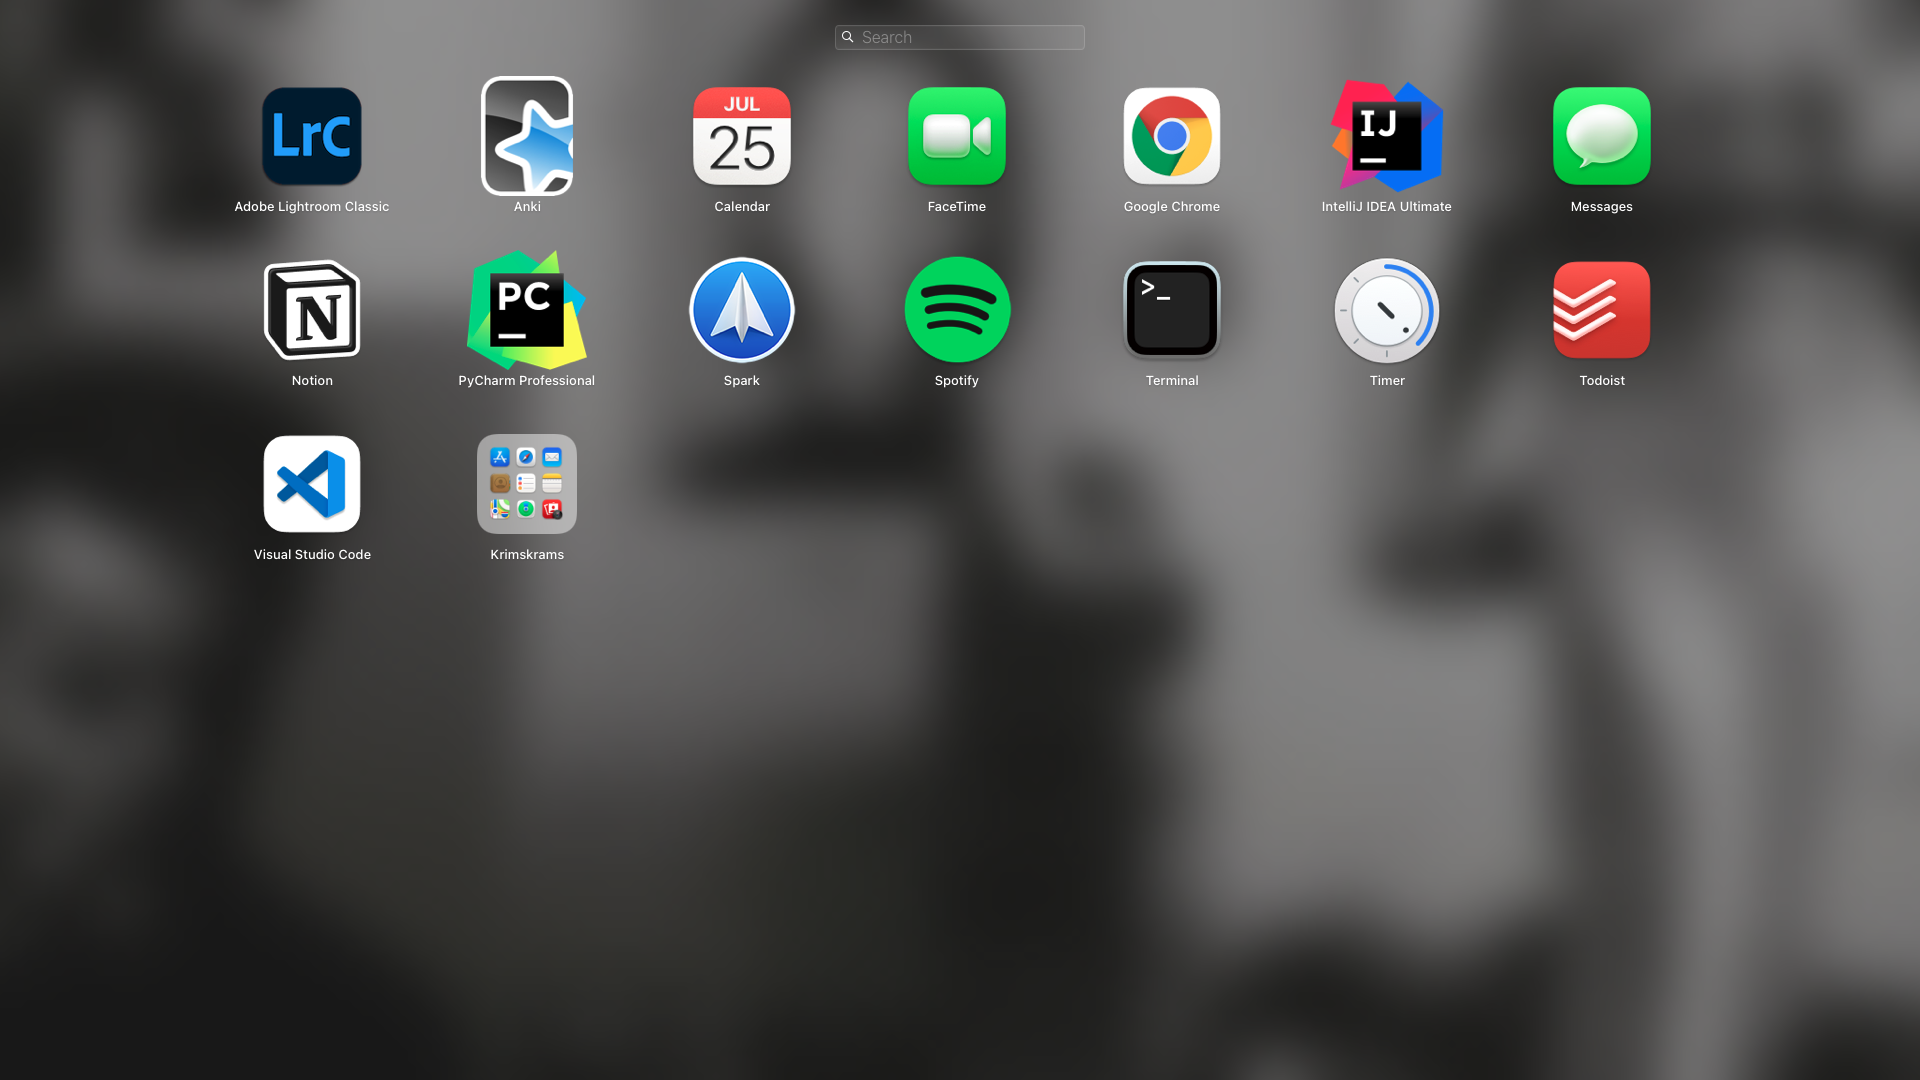 Search
LrC
JUL
25
IJ
Adobe Lightroom Classic
Anki
Calendar
FaceTime
Google Chrome
IntelliJ IDEA Ultimate
Messages
N
PC
>_
Notion
PyCharm Professional
Spark
Spotify
Terminal
Timer
Todoist
Visual Studio Code
Krimskrams